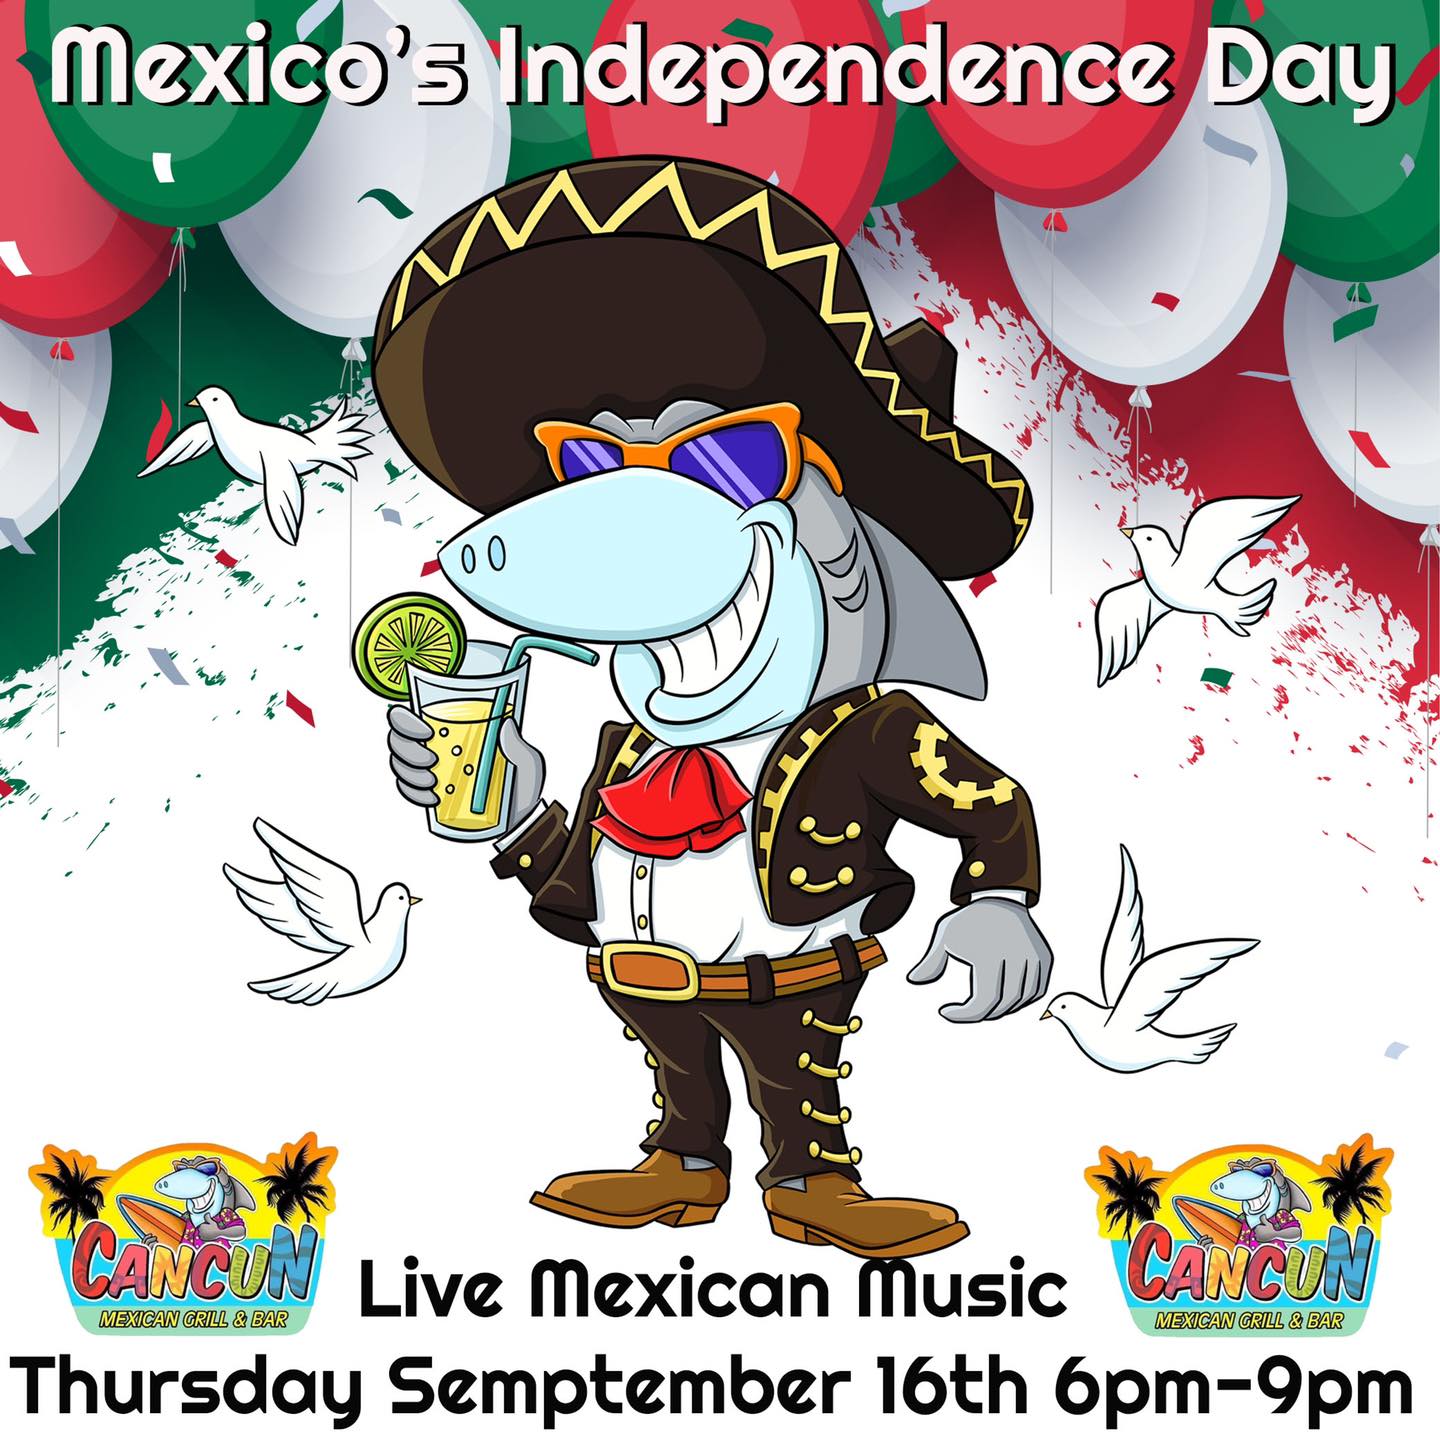 Mexico's Independence Day
CANCUN
MEXICAN GRILL & BAR
CANCUN
MEXICAN GRILL & BAR
Live Mexican Music
Thursday Semptember 16th 6pm-9pm